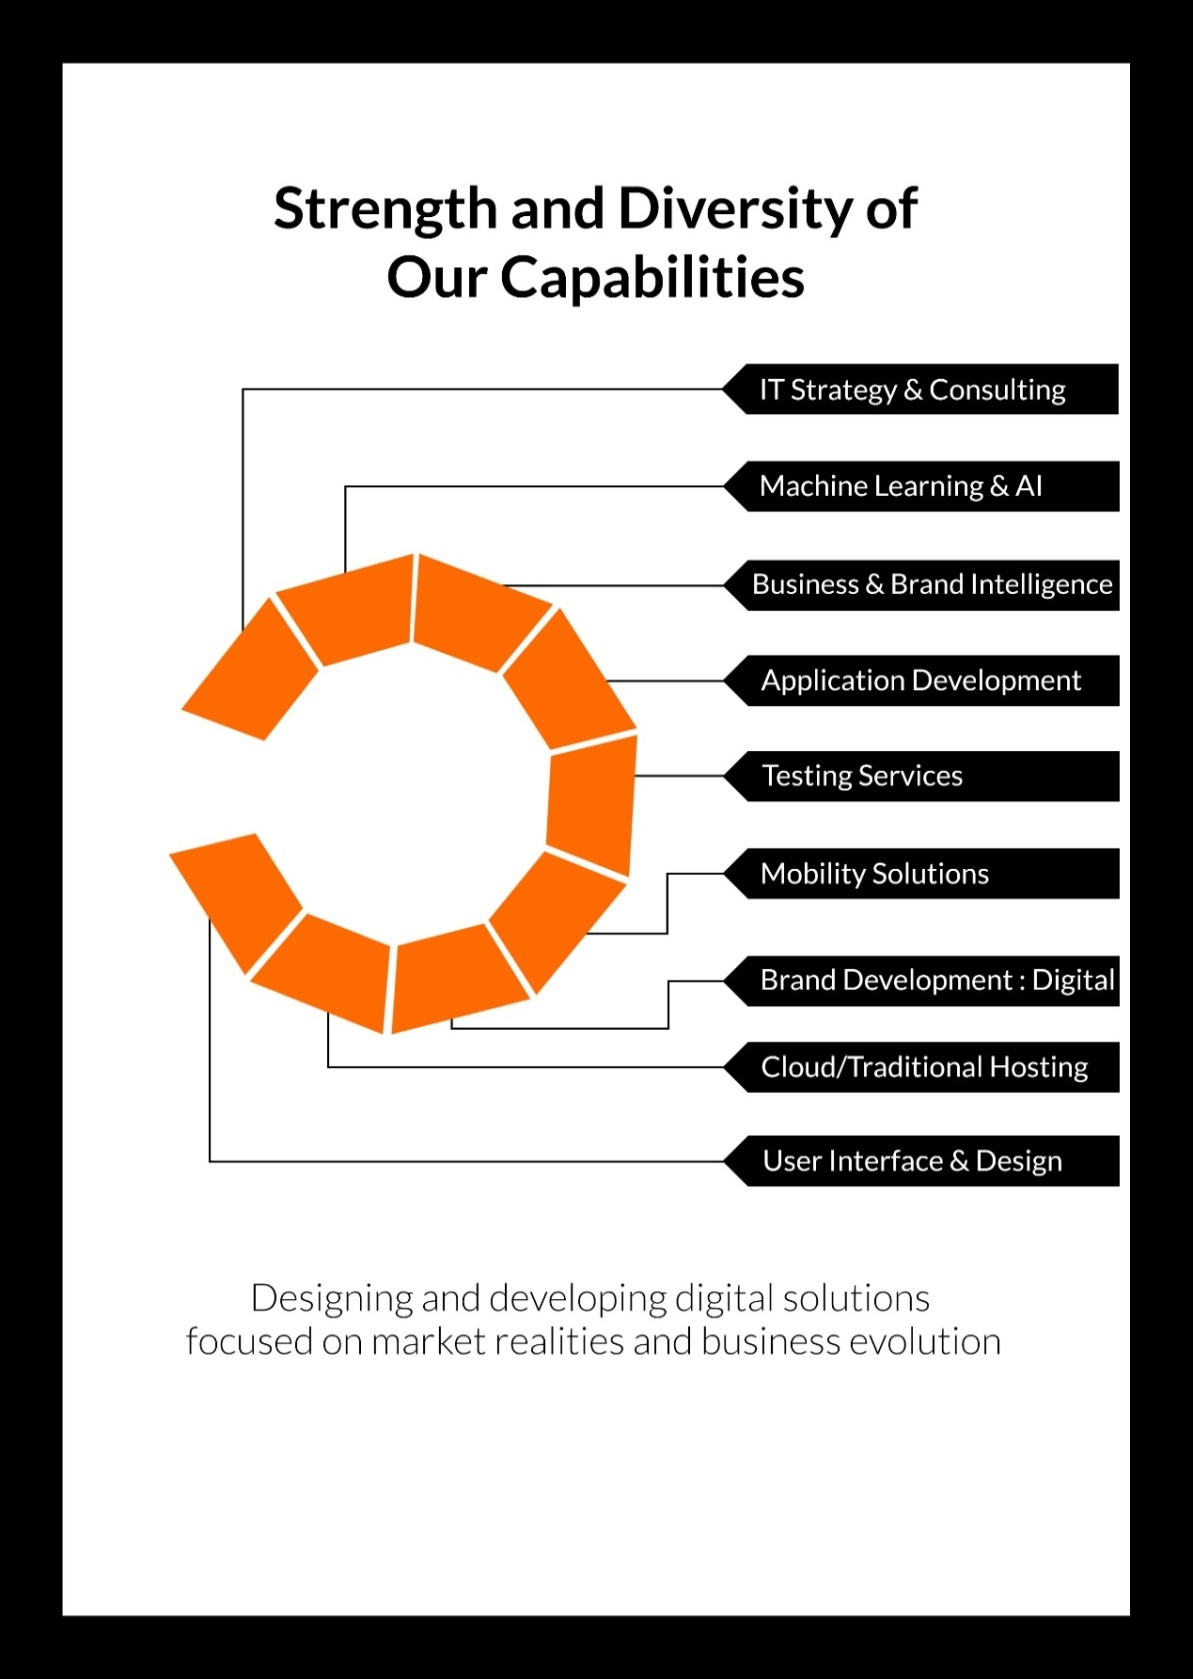 Strength and Diversity of
Our Capabilities
IT Strategy & Consulting
Machine Learning & AI
Business & Brand Intelligence
Application Development
Testing Services
Mobility Solutions
Brand Development : Digital
Cloud/Traditional Hosting
User Interface & Design
Designing and developing digital solutions
focused on market realities and business evolution